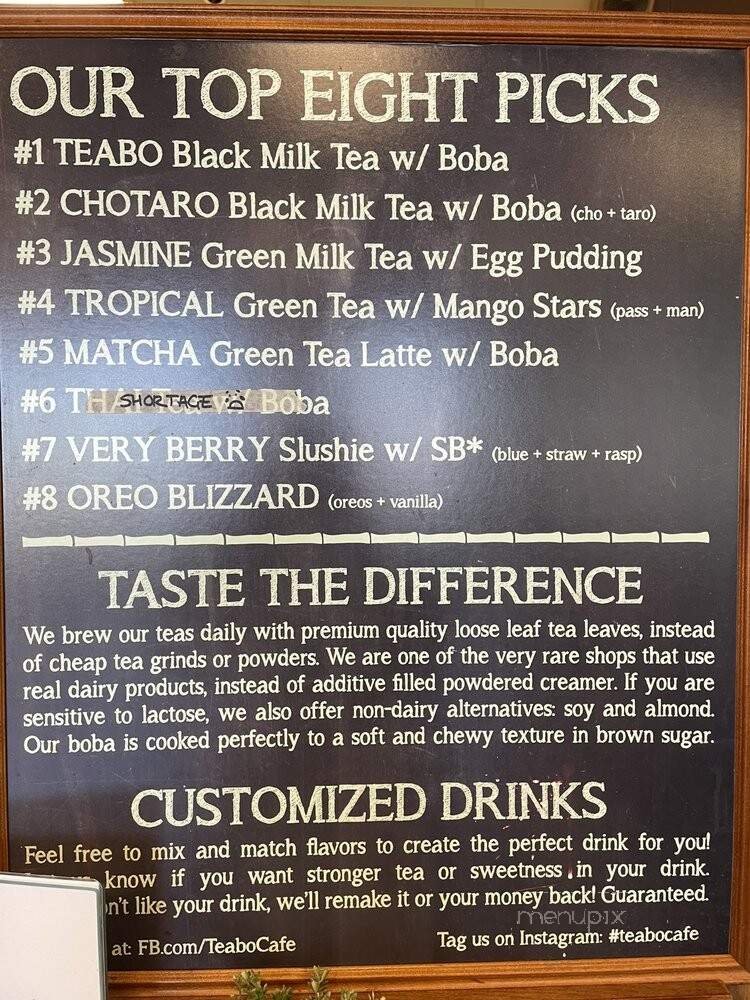 OUR TOP EIGHT PICKS
#1 TEABO Black Milk Tea w/ Boba
#2 CHOTARO Black Milk Tea w/ Boba (cho + taro)
#3 JASMINE Green Milk Tea w/ Egg Pudding
#4 TROPICAL Green Tea w/ Mango Stars (pass + man)
#5 MATCHA Green Tea Latte w/ Boba
#6 THAI Tea w/ Boba
SHORTAGE
#7 VERY BERRY Slushie w/ SB* (blue + straw + rasp)
#8 OREO BLIZZARD (oreos + vanilla)
TASTE THE DIFFERENCE
We brew our teas daily with premium quality loose leaf tea leaves, instead
of cheap tea grinds or powders. We are one of the very rare shops that use
real dairy products, instead of additive filled powdered creamer. If you are
sensitive to lactose, we also offer non-dairy alternatives: soy and almond.
Our boba is cooked perfectly to a soft and chewy texture in brown sugar.
CUSTOMIZED DRINKS
Feel free to mix and match flavors to create the perfect drink for you!
know if you want stronger tea or sweetness in your drink.
n't like your drink, we'll remake it or your money back! Guaranteed.
menupix
at: FB.com/TeaboCafe Tag us on Instagram: #teabocafe